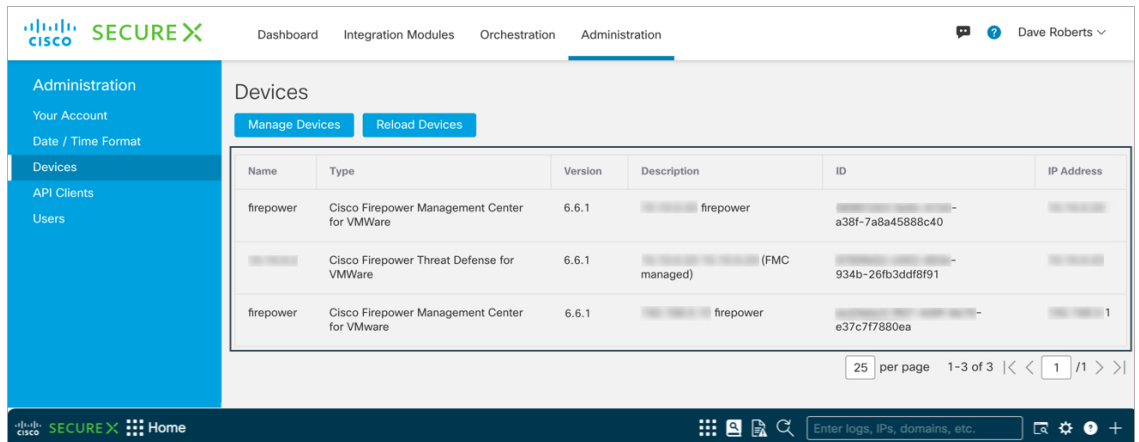 CISCO SECUREX Dashboard Integration Modules Orchestration Administration ? Dave Roberts
Administration
Your Account
Date / Time Format
Devices
API Clients
Users
Devices
Manage Devices Reload Devices
Name Type Version Description ID IP Address
firepower Cisco Firepower Management Center 6.6.1 firepower -
for VMWare a38f-7a8a45888c40
Cisco Firepower Threat Defense for 6.6.1 (FMC -
VMWare managed) 934b-26fb3ddf8f91
firepower Cisco Firepower Management Center 6.6.1 firepower -
for VMware e37c7f7880ea 1
25 per page 1-3 of 3 |< < 1 /1 > >|
CISCO SECUREX Home Enter logs, IPs, domains, etc. ? +